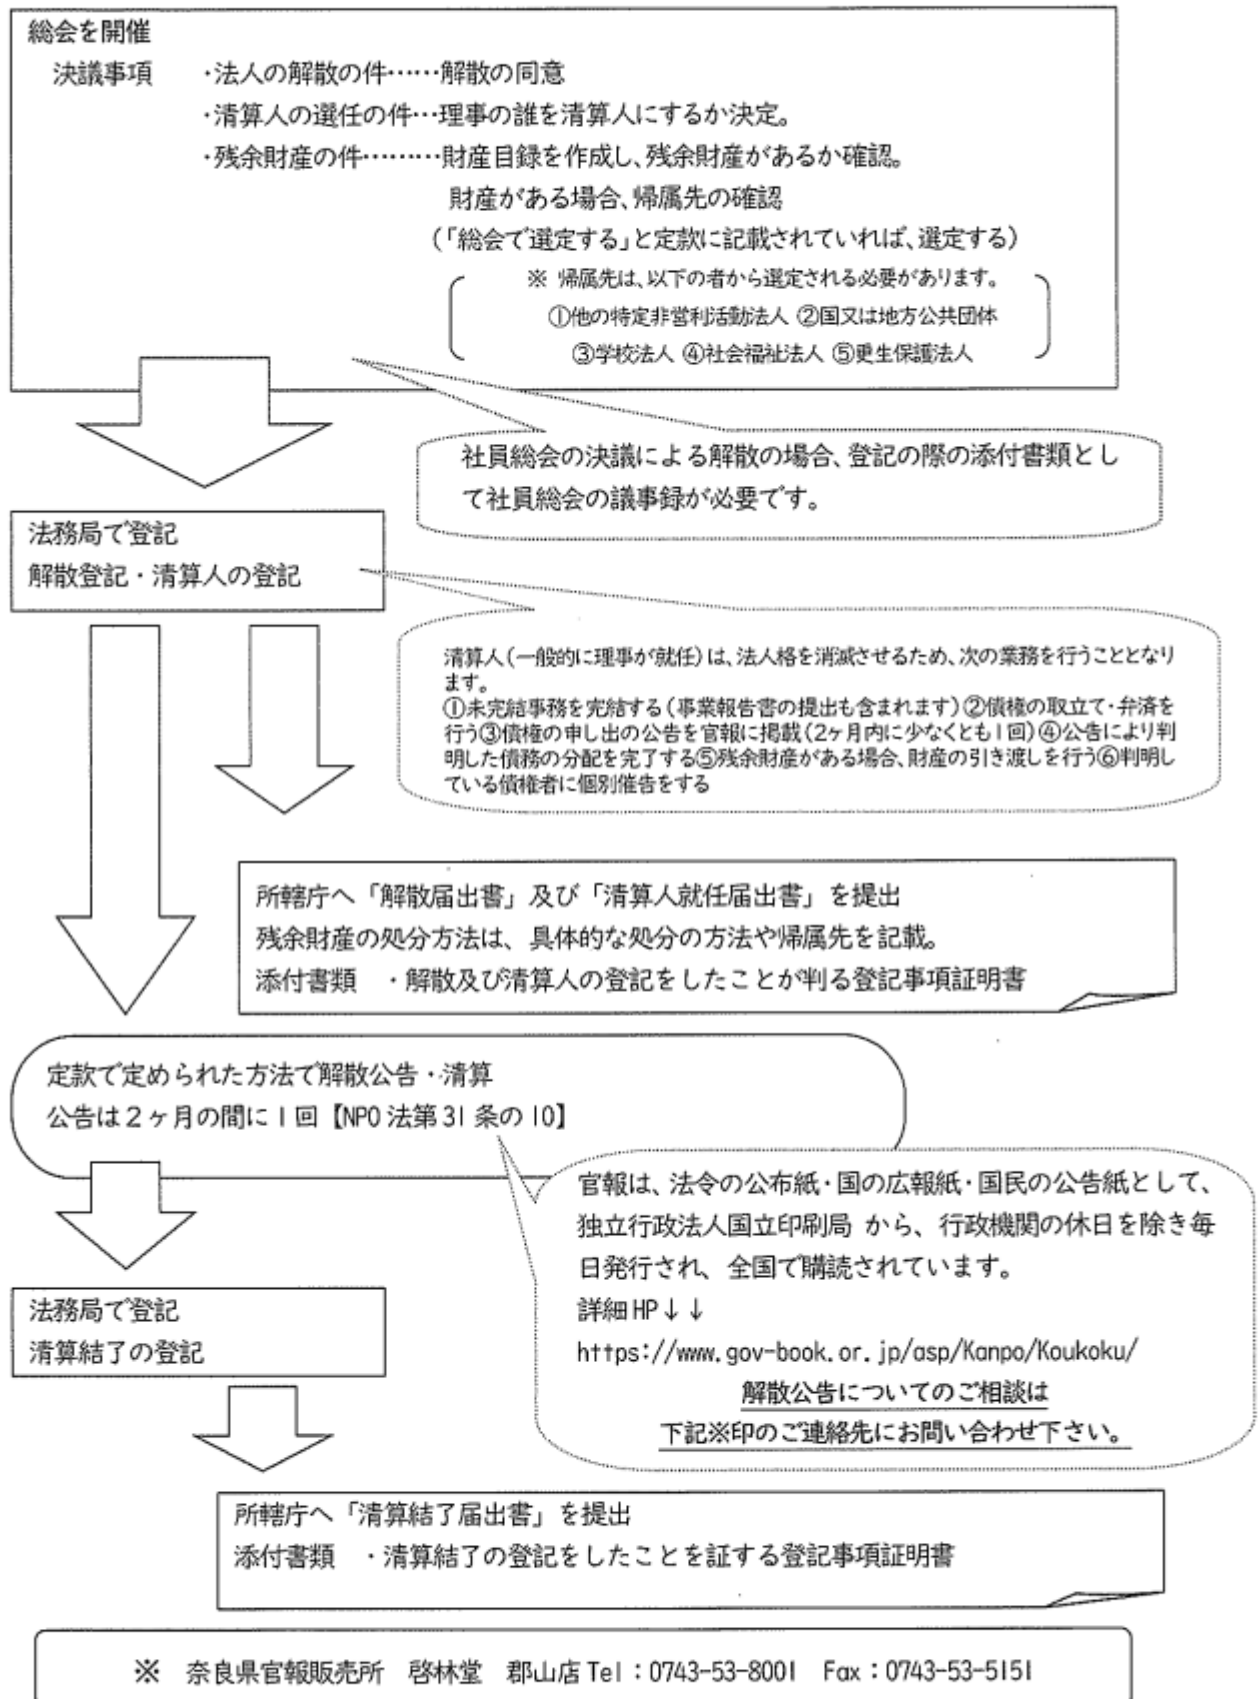 総会を開催
決議事項　・法人の解散の件……解散の同意
・清算人の選任の件…理事の誰を清算人にするか決定。
・残余財産の件………財産目録を作成し、残余財産があるか確認。
財産がある場合、帰属先の確認
（「総会で選定する」と定款に記載されていれば、選定する）
※ 帰属先は、以下の者から選定される必要があります。
①他の特定非営利活動法人 ②国又は地方公共団体
③学校法人 ④社会福祉法人 ⑤更生保護法人
社員総会の決議による解散の場合、登記の際の添付書類とし
て社員総会の議事録が必要です。
法務局で登記
解散登記・清算人の登記
清算人（一般的に理事が就任）は、法人格を消滅させるため、次の業務を行うこととなり
ます。
①未完結事務を完結する（事業報告書の提出も含まれます）②債権の取立て・弁済を
行う③債権の申し出の公告を官報に掲載（2ヶ月内に少なくとも1回）④公告により判
明した債務の分配を完了する⑤残余財産がある場合、財産の引き渡しを行う⑥判明し
ている債権者に個別催告をする
所轄庁へ「解散届出書」及び「清算人就任届出書」を提出
残余財産の処分方法は、具体的な処分の方法や帰属先を記載。
添付書類　・解散及び清算人の登記をしたことが判る登記事項証明書
定款で定められた方法で解散公告・清算
公告は２ヶ月の間に１回【NPO法第31条の10】
官報は、法令の公布紙・国の広報紙・国民の公告紙として、
独立行政法人国立印刷局 から、行政機関の休日を除き毎
日発行され、全国で購読されています。
詳細HP↓↓
https://www.gov-book.or.jp/asp/Kanpo/Koukoku/
解散公告についてのご相談は
下記※印のご連絡先にお問い合わせ下さい。
法務局で登記
清算結了の登記
所轄庁へ「清算結了届出書」を提出
添付書類　・清算結了の登記をしたことを証する登記事項証明書
※　奈良県官報販売所　啓林堂　郡山店 Tel：0743-53-8001　Fax：0743-53-5151